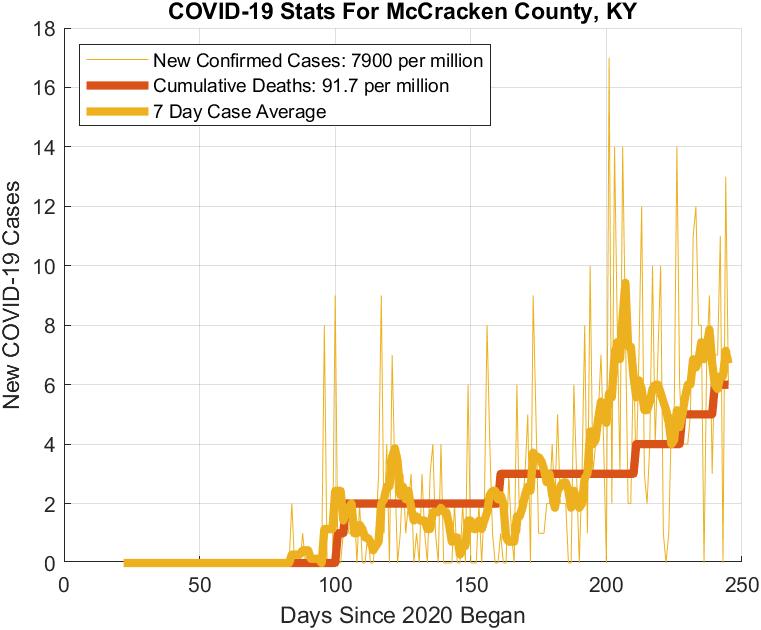 COVID-19 Stats For McCracken County, KY
New Confirmed Cases: 7900 per million
Cumulative Deaths: 91.7 per million
7 Day Case Average
New COVID-19 Cases
18
16
14
12
10
8
6
4
2
0
0 50 100 150 200 250
Days Since 2020 Began